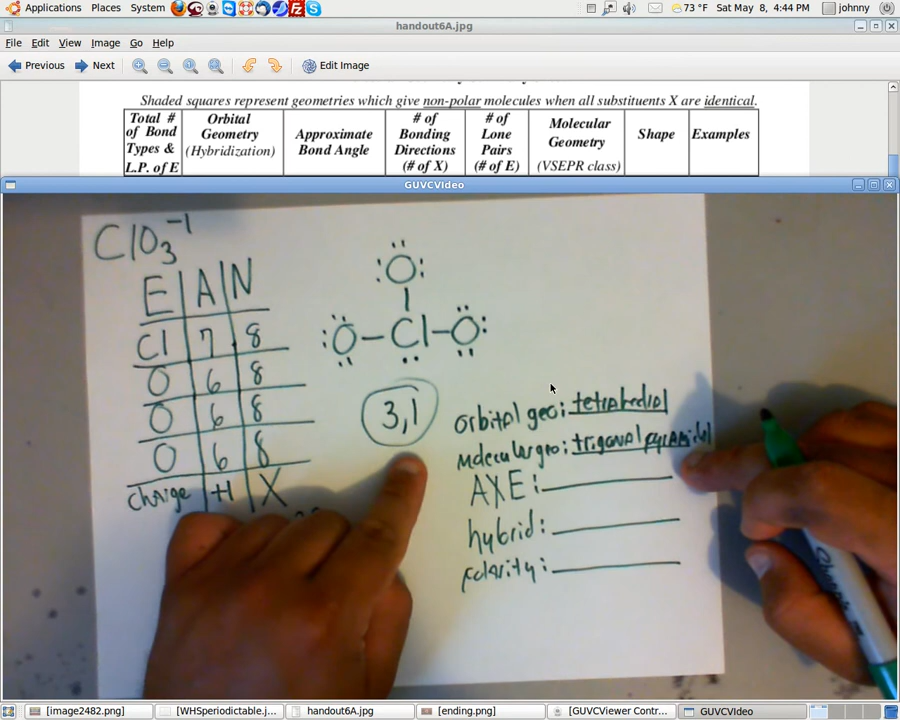 Applications Places System 73 °F Sat May 8, 4:44 PM johnny
handout6A.jpg
File Edit View Image Go Help
Previous Next Edit Image
Shaded squares represent geometries which give non-polar molecules when all substituents X are identical.
Total # of Bond Types & L.P. of E
Orbital Geometry (Hybridization)
Approximate Bond Angle
# of Bonding Directions (# of X)
# of Lone Pairs (# of E)
Molecular Geometry (VSEPR class)
Shape
Examples
GUVCVideo
ClO3-1
E A N
Cl 7 8
O 6 8
O 6 8
O 6 8
Charge +1 X
O
O-Cl-O
3,1
orbital geo: tetrahedral
molecular geo: trigonal pyramidal
AXE:
hybrid:
polarity:
Sharpie
[image2482.png] [WHSperiodictable.j... handout6A.jpg [ending.png] [GUVCViewer Contr... GUVCVideo